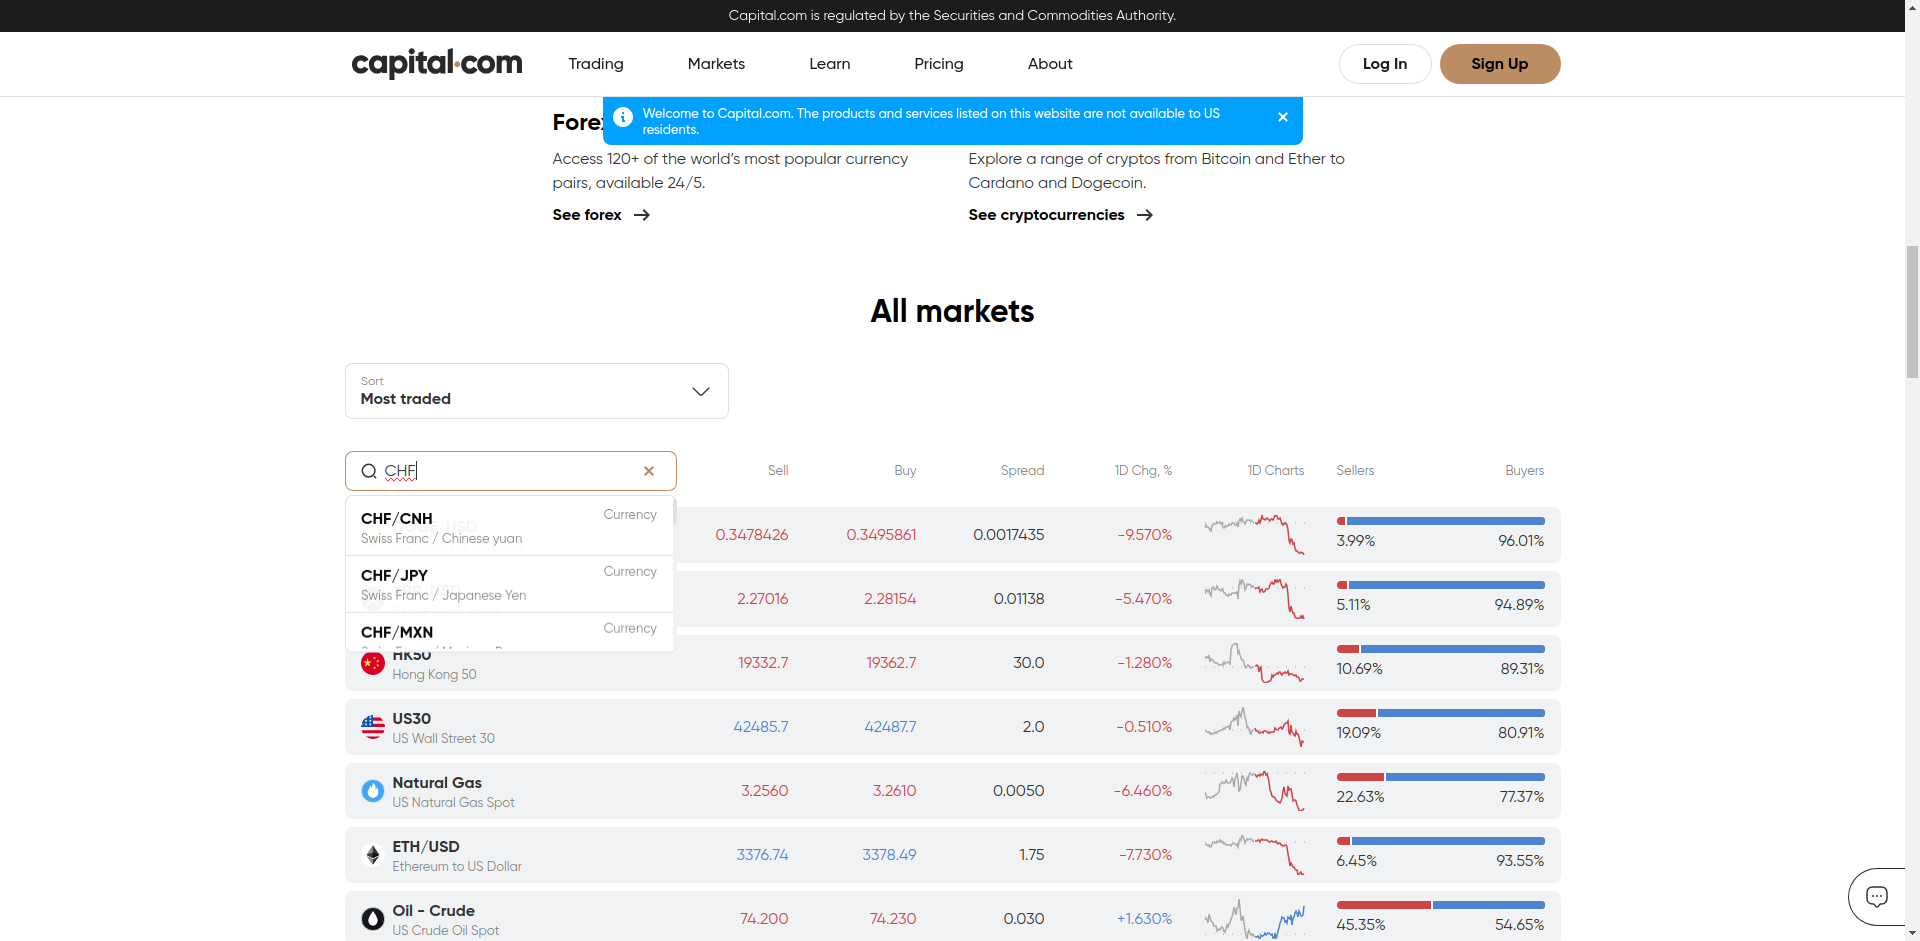 Capital.com is regulated by the Securities and Commodities Authority.
capital.com
Trading
Markets
Learn
Pricing
About
Log In
Sign Up
Welcome to Capital.com. The products and services listed on this website are not available to US
residents.
Access 120+ of the world's most popular currency
pairs, available 24/5.
See forex
Explore a range of cryptos from Bitcoin and Ether to
Cardano and Dogecoin.
See cryptocurrencies
All markets
Sort
Most traded
CHF
Sell
Buy
Spread
1D Chg, %
1D Charts
Sellers
Buyers
CHF/CNH
Currency
Swiss Franc / Chinese yuan
CHF/JPY
Currency
Swiss Franc / Japanese Yen
CHF/MXN
Currency
0.3478426
0.3495861
0.0017435
-9.570%
3.99%
96.01%
2.27016
2.28154
0.01138
-5.470%
5.11%
94.89%
HK50
Hong Kong 50
19332.7
19362.7
30.0
-1.280%
10.69%
89.31%
US30
US Wall Street 30
42485.7
42487.7
2.0
-0.510%
19.09%
80.91%
Natural Gas
US Natural Gas Spot
3.2560
3.2610
0.0050
-6.460%
22.63%
77.37%
ETH/USD
Ethereum to US Dollar
3376.74
3378.49
1.75
-7.730%
6.45%
93.55%
Oil - Crude
US Crude Oil Spot
74.200
74.230
0.030
+1.630%
45.35%
54.65%